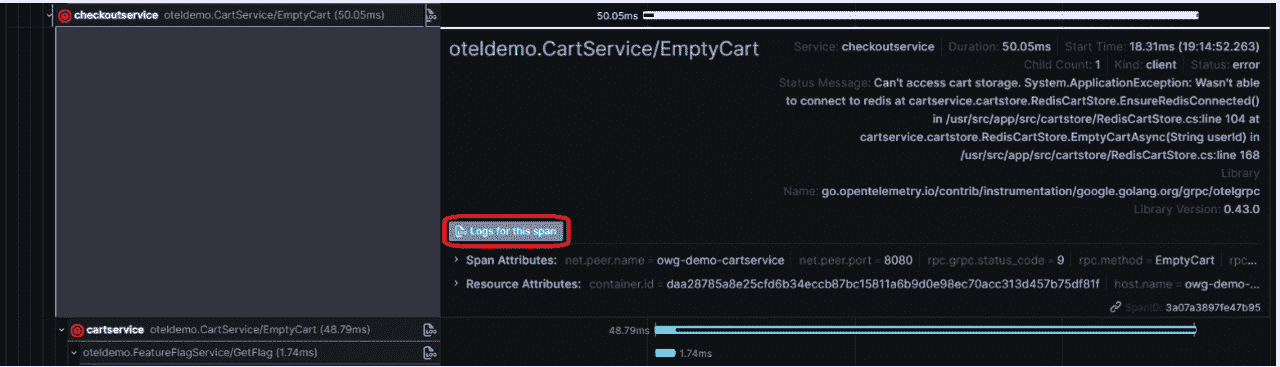 checkoutservice oteldemo.CartService/EmptyCart (50.05ms)
LOG
50.05ms
oteldemo.CartService/EmptyCart
Service: checkoutservice Duration: 50.05ms Start Time: 18.31ms (19:14:52.263)
Child Count: 1 Kind: client Status: error
Status Message: Can't access cart storage. System.ApplicationException: Wasn't able
to connect to redis at cartservice.cartstore.RedisCartStore.EnsureRedisConnected()
in /usr/src/app/src/cartstore/RedisCartStore.cs:line 104 at
cartservice.cartstore.RedisCartStore.EmptyCartAsync(String userId) in
/usr/src/app/src/cartstore/RedisCartStore.cs:line 168
Library
Name: go.opentelemetry.io/contrib/instrumentation/google.golang.org/grpc/otelgrpc
Library Version: 0.43.0
Logs for this span
Span Attributes: net.peer.name = owg-demo-cartservice net.peer.port = 8080 rpc.grpc.status_code = 9 rpc.method = EmptyCart rpc...
Resource Attributes: container.id = daa28785a8e25cfd6b34eccb87bc15811a6b9d0e98ec70acc313d457b75df81f host.name = owg-demo-...
SpanID: 3a07a3897fe47b95
cartservice oteldemo.CartService/EmptyCart (48.79ms)
LOG
48.79ms
oteldemo.FeatureFlagService/GetFlag (1.74ms)
LOG
1.74ms